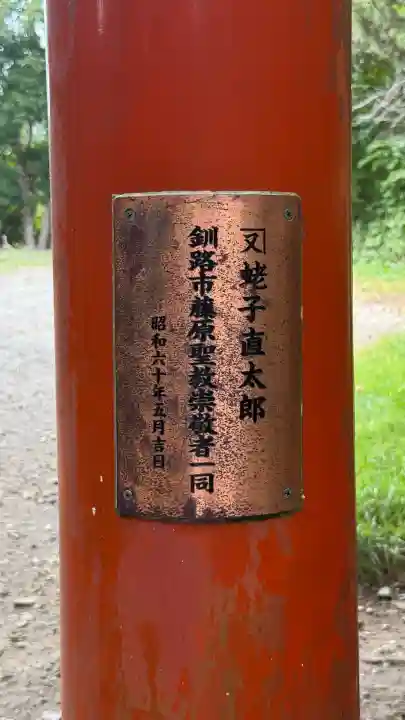 又 蛯子直太郎
釧路市藤原聖教崇敬者一同
昭和六十年五月吉日